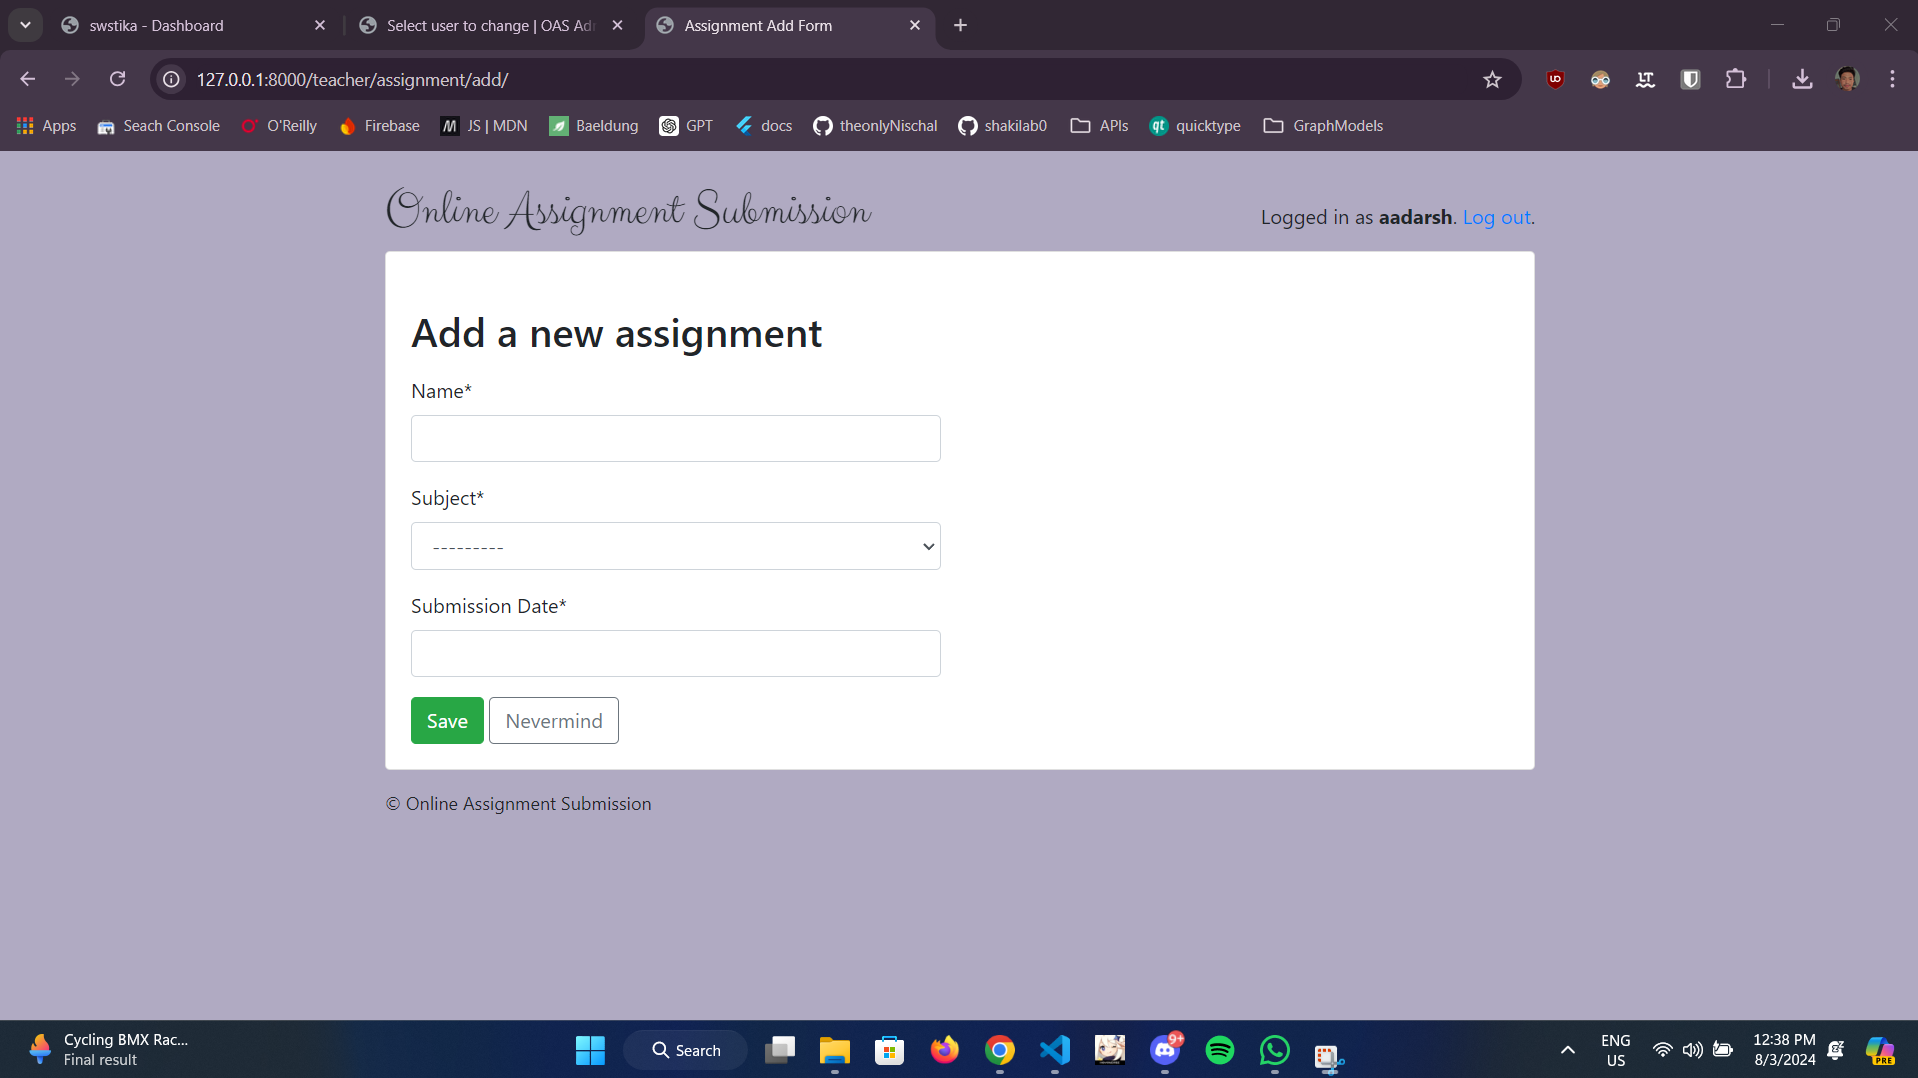 swstika - Dashboard
Select user to change | OAS Ad
Assignment Add Form
127.0.0.1:8000/teacher/assignment/add/
Apps
Seach Console
O'Reilly
Firebase
JS | MDN
Baeldung
GPT
docs
theonlyNischal
shakilab0
APIs
quicktype
GraphModels
Online Assignment Submission
Logged in as aadarsh. Log out.
Add a new assignment
Name*
Subject*
---------
Submission Date*
Save
Nevermind
© Online Assignment Submission
Cycling BMX Rac...
Final result
Search
9+
ENG
US
12:38 PM
8/3/2024
PRE